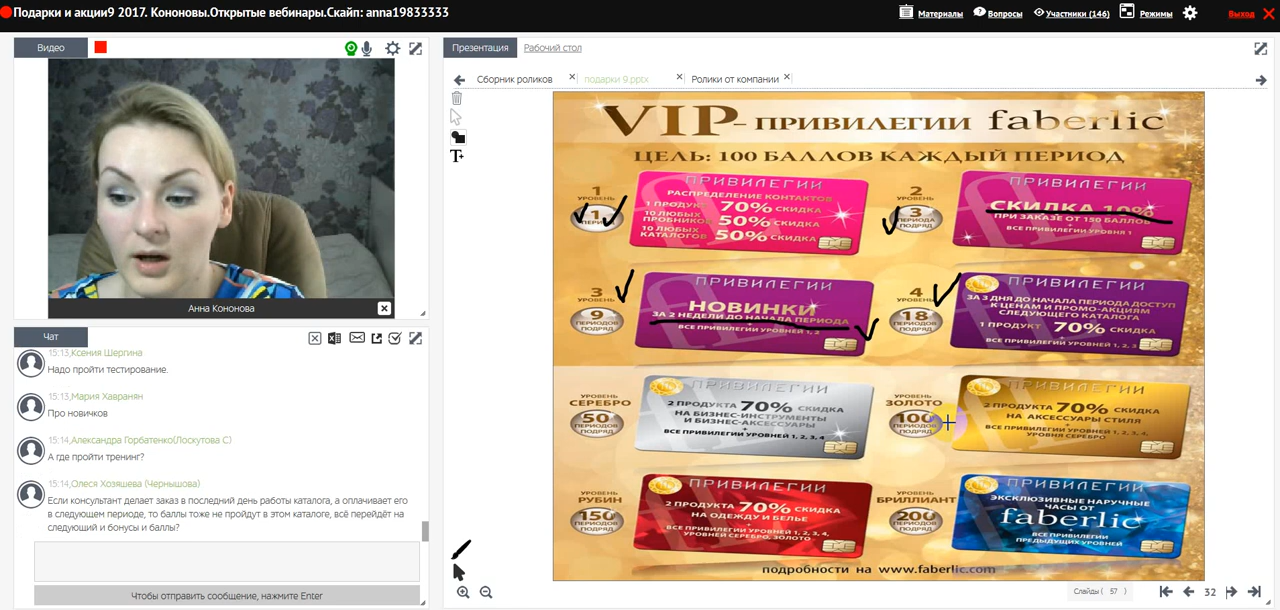 Подарки и акции9 2017. Кононовы.Открытые вебинары.Скайп: anna19833333
Материалы
Вопросы
Участники (146)
Режимы
Выход
Видео
Анна Кононова
Чат
15:13,Ксения Шергина
Надо пройти тестирование.
15:13,Мария Хавранян
Про новичков
15:14,Александра Горбатенко(Лоскутова С)
А где пройти тренинг?
15:14,Олеся Хозяшева (Чернышова)
Если консультант делает заказ в последний день работы каталога, а оплачивает его
в следующем периоде, то баллы тоже не пройдут в этом каталоге, всё перейдёт на
следующий и бонусы и баллы?
Чтобы отправить сообщение, нажмите Enter
Презентация
Рабочий стол
Сборник роликов
подарки 9.pptx
Ролики от компании
VIP-ПРИВИЛЕГИИ faberlic
ЦЕЛЬ: 100 БАЛЛОВ КАЖДЫЙ ПЕРИОД
1
УРОВЕНЬ
1
ПРИВИЛЕГИИ
РАСПРЕДЕЛЕНИЕ КОНТАКТОВ
1 ПРОДУКТ 70% СКИДКА
10 ЛЮБЫХ
ПРОБНИКОВ 50% СКИДКА
10 ЛЮБЫХ
КАТАЛОГОВ 50% СКИДКА
2
УРОВЕНЬ
3
ПЕРИОДА
ПОДРЯД
ПРИВИЛЕГИИ
СКИДКА 10%
ПРИ ЗАКАЗЕ ОТ 150 БАЛЛОВ
ВСЕ ПРИВИЛЕГИИ УРОВНЯ 1
3
УРОВЕНЬ
9
ПЕРИОДОВ
ПОДРЯД
ПРИВИЛЕГИИ
НОВИНКИ
ЗА 2 НЕДЕЛИ ДО НАЧАЛА ПЕРИОДА
ВСЕ ПРИВИЛЕГИИ УРОВНЕЙ 1, 2
4
УРОВЕНЬ
18
ПЕРИОДОВ
ПОДРЯД
ПРИВИЛЕГИИ
ЗА 3 ДНЯ ДО НАЧАЛА ПЕРИОДА ДОСТУП
К ЦЕНАМ И ПРОМО-АКЦИЯМ
СЛЕДУЮЩЕГО КАТАЛОГА
1 ПРОДУКТ 70% СКИДКА
ВСЕ ПРИВИЛЕГИИ УРОВНЕЙ 1, 2, 3
УРОВЕНЬ
СЕРЕБРО
50
ПЕРИОДОВ
ПОДРЯД
ПРИВИЛЕГИИ
2 ПРОДУКТА 70% СКИДКА
НА БИЗНЕС-ИНСТРУМЕНТЫ
И БИЗНЕС-АКСЕССУАРЫ
+
ВСЕ ПРИВИЛЕГИИ УРОВНЕЙ 1, 2, 3, 4
УРОВЕНЬ
ЗОЛОТО
100
ПЕРИОДОВ
ПОДРЯД
ПРИВИЛЕГИИ
2 ПРОДУКТА 70% СКИДКА
НА АКСЕССУАРЫ СТИЛЯ
+
ВСЕ ПРИВИЛЕГИИ УРОВНЕЙ 1, 2, 3, 4,
УРОВНЯ СЕРЕБРО
УРОВЕНЬ
РУБИН
150
ПЕРИОДОВ
ПОДРЯД
ПРИВИЛЕГИИ
2 ПРОДУКТА 70% СКИДКА
НА ОДЕЖДУ И БЕЛЬЕ
+
ВСЕ ПРИВИЛЕГИИ УРОВНЕЙ 1, 2, 3, 4,
УРОВНЕЙ СЕРЕБРО, ЗОЛОТО
УРОВЕНЬ
БРИЛЛИАНТ
200
ПЕРИОДОВ
ПОДРЯД
ПРИВИЛЕГИИ
ЭКСКЛЮЗИВНЫЕ НАРУЧНЫЕ
ЧАСЫ ОТ
faberlic
+
ВСЕ ПРИВИЛЕГИИ
ПРЕДЫДУЩИХ УРОВНЕЙ
подробности на www.faberlic.com
Слайды ( 57 )
32